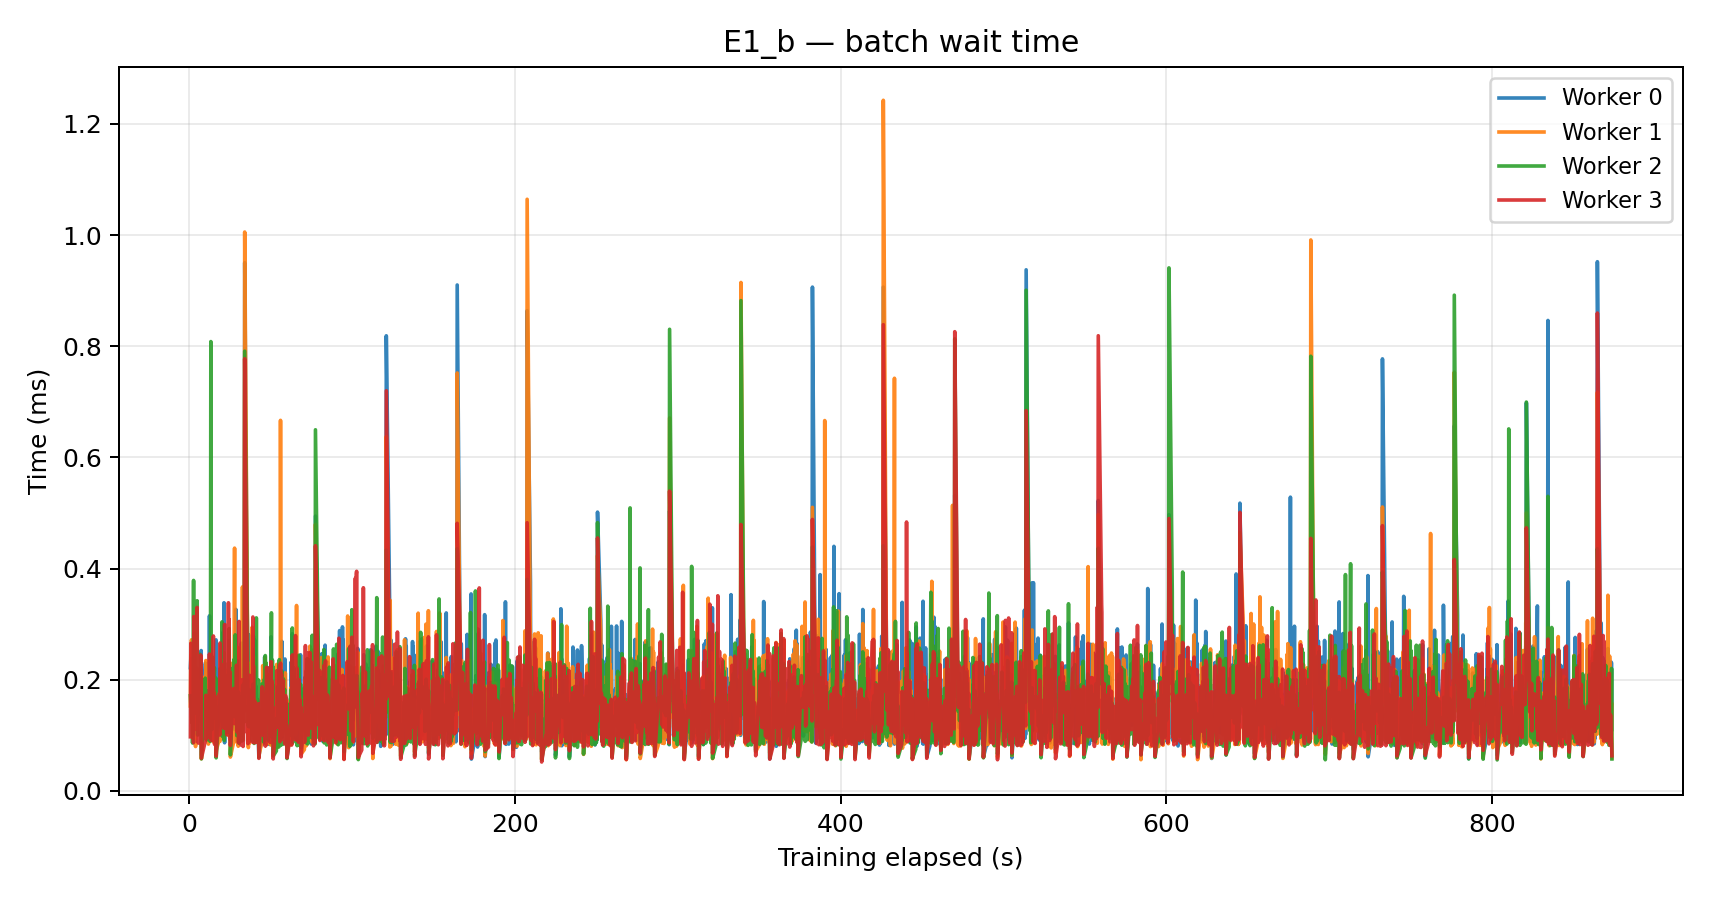 E1_b — batch wait time
Time (ms)
1.2
1.0
0.8
0.6
0.4
0.2
0.0
0
200
400
600
800
Training elapsed (s)
Worker 0
Worker 1
Worker 2
Worker 3